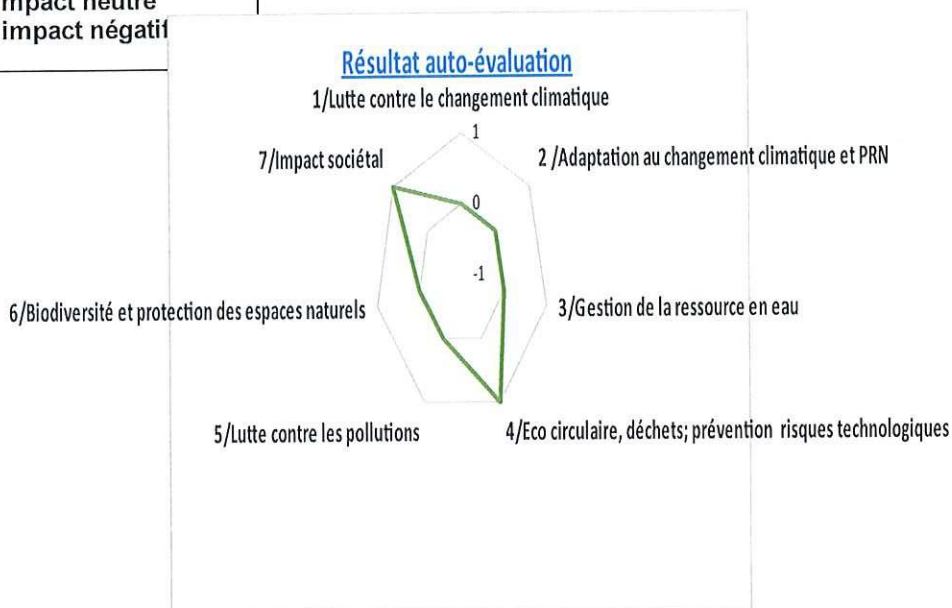 impact négatif
Résultat auto-évaluation
1/Lutte contre le changement climatique
1
7/Impact sociétal
2 /Adaptation au changement climatique et PRN
0
-1
6/Biodiversité et protection des espaces naturels
3/Gestion de la ressource en eau
5/Lutte contre les pollutions
4/Eco circulaire, déchets; prévention risques technologiques